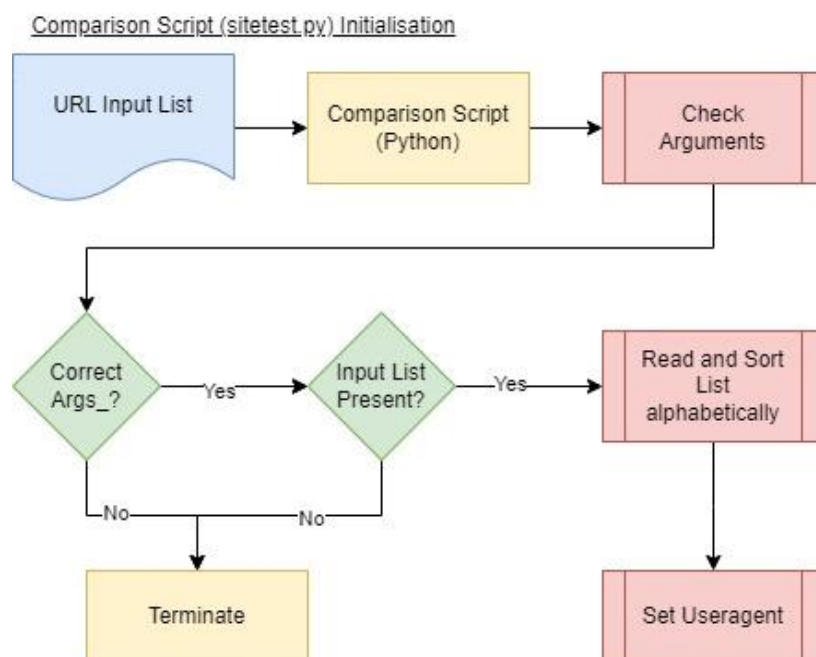 Comparison Script (sitetest.py) Initialisation
URL Input List
Comparison Script
(Python)
Check
Arguments
Correct
Args_?
Yes
Input List
Present?
Yes
Read and Sort
List
alphabetically
No
No
Terminate
Set Useragent